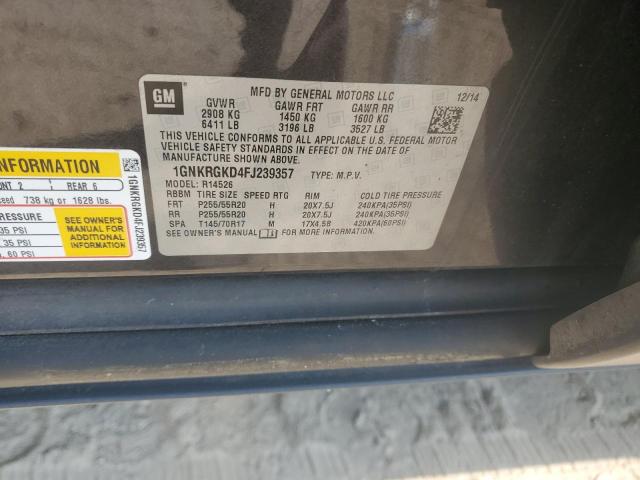 GM
MFD BY GENERAL MOTORS LLC
12/14
GVWR GAWR FRT GAWR RR
2908 KG 1450 KG 1600 KG
6411 LB 3196 LB 3527 LB
THIS VEHICLE CONFORMS TO ALL APPLICABLE U.S. FEDERAL MOTOR
VEHICLE SAFETY STANDARDS IN EFFECT ON THE DATE OF
MANUFACTURE SHOWN ABOVE.
1GNKRGKD4FJ239357 TYPE: M.P.V.
MODEL: R14526
RBBM TIRE SIZE SPEED RTG RIM COLD TIRE PRESSURE
FRT P255/55R20 H 20X7.5J 240KPA(35PSI)
RR P255/55R20 H 20X7.5J 240KPA(35PSI)
SPA T145/70R17 M 17X4.5B 420KPA(60PSI)
SEE OWNER'S MANUAL FOR MORE INFORMATION.
INFORMATION
2 REAR 6
738 kg or 1628 lbs.
PRESSURE
35 PSI
35 PSI
60 PSI
SEE OWNER'S
MANUAL FOR
ADDITIONAL
INFORMATION
1GNKRGKD4FJ239357